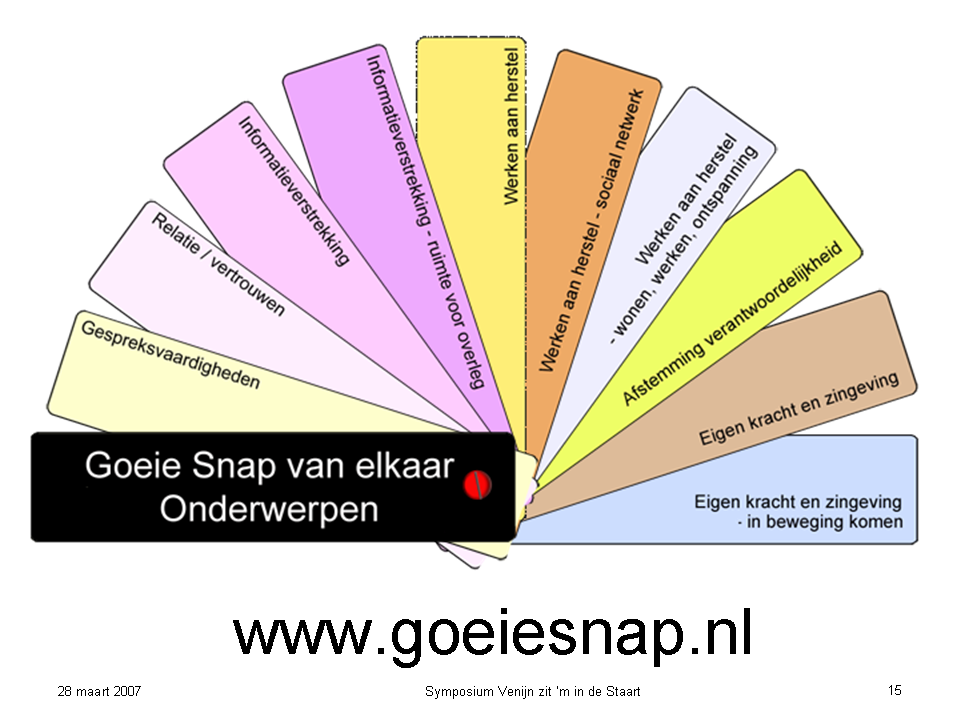 Gespreksvaardigheden
Relatie / vertrouwen
Informatieverstrekking
Informatieverstrekking - ruimte voor overleg
Werken aan herstel
Werken aan herstel - sociaal netwerk
Werken aan herstel
- wonen, werken, ontspanning
Afstemming verantwoordelijkheid
Eigen kracht en zingeving
Eigen kracht en zingeving
- in beweging komen
Goeie Snap van elkaar
Onderwerpen
www.goeiesnap.nl
28 maart 2007
Symposium Venijn zit 'm in de Staart
15